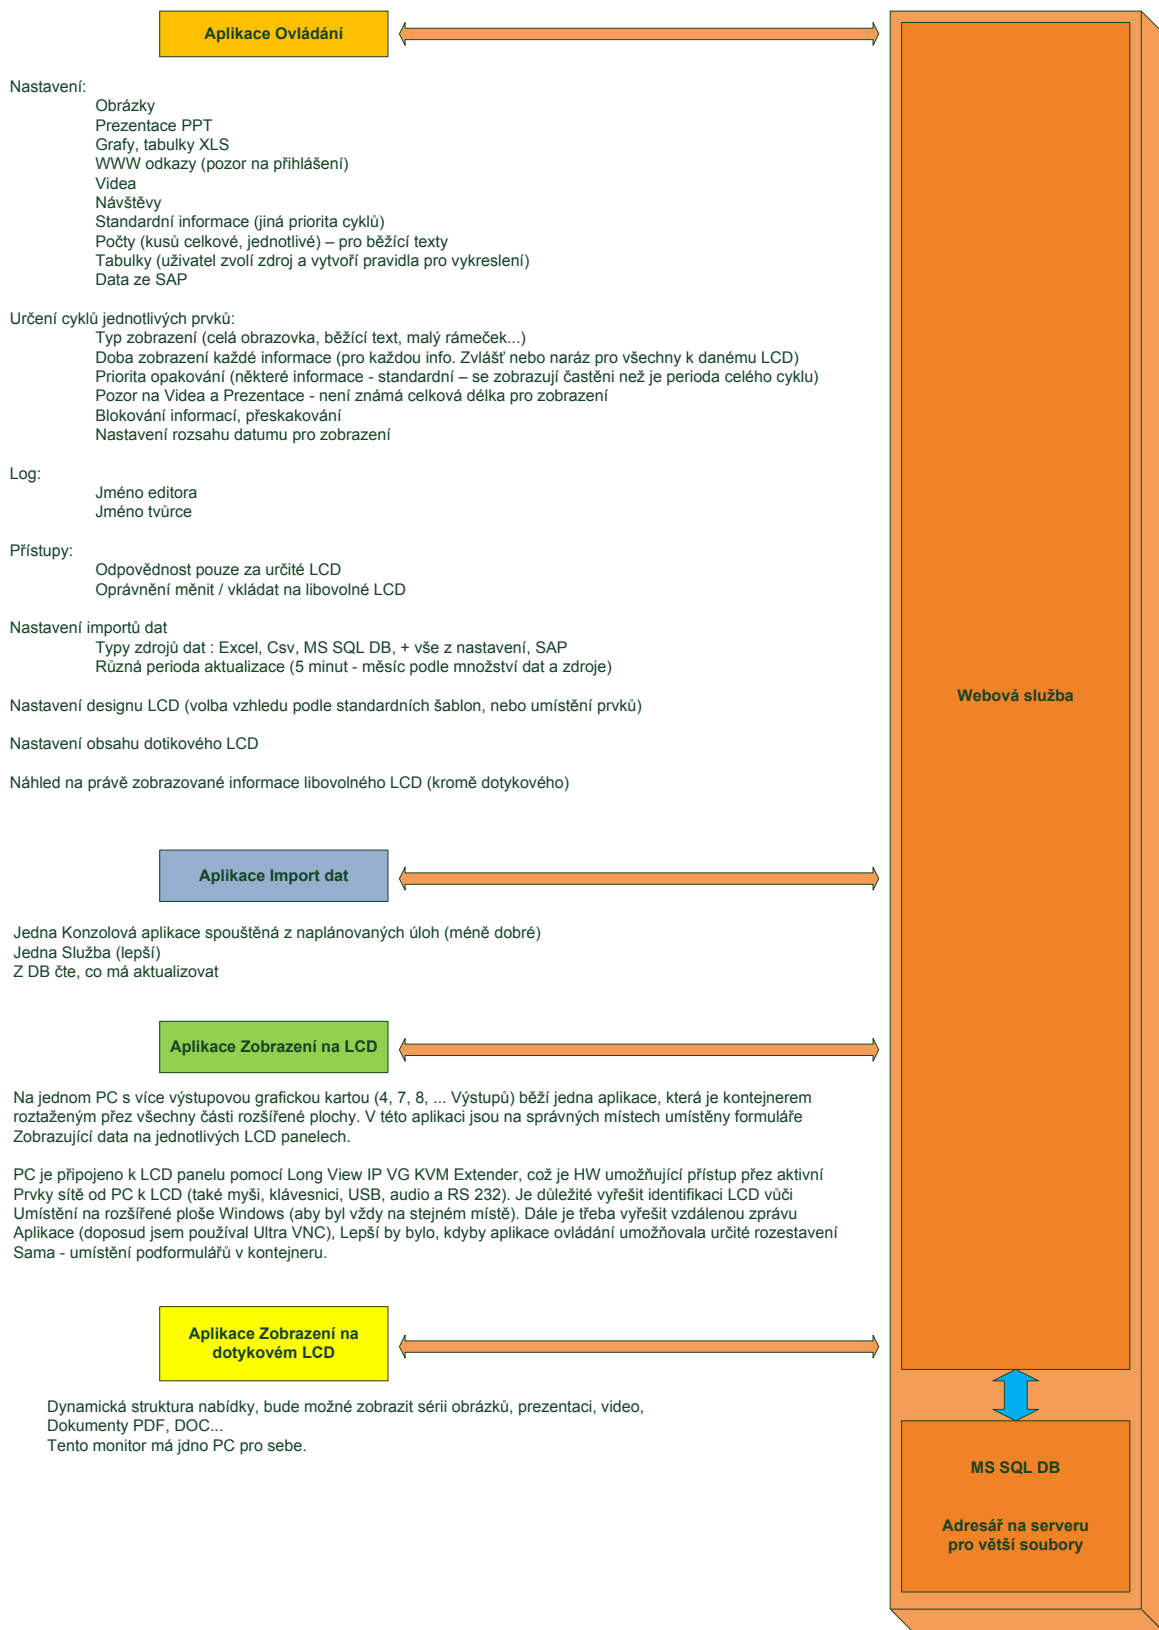 Aplikace Ovládání
Nastavení:
Obrázky
Prezentace PPT
Grafy, tabulky XLS
WWW odkazy (pozor na přihlášení)
Videa
Návštěvy
Standardní informace (jiná priorita cyklů)
Počty (kusů celkové, jednotlivé) – pro běžící texty
Tabulky (uživatel zvolí zdroj a vytvoří pravidla pro vykreslení)
Data ze SAP
Určení cyklů jednotlivých prvků:
Typ zobrazení (celá obrazovka, běžící text, malý rámeček...)
Doba zobrazení každé informace (pro každou info. Zvlášť nebo naráz pro všechny k danému LCD)
Priorita opakování (některé informace - standardní – se zobrazují častěni než je perioda celého cyklu)
Pozor na Videa a Prezentace - není známá celková délka pro zobrazení
Blokování informací, přeskakování
Nastavení rozsahu datumu pro zobrazení
Log:
Jméno editora
Jméno tvůrce
Přístupy:
Odpovědnost pouze za určité LCD
Oprávnění měnit / vkládat na libovolné LCD
Nastavení importů dat
Typy zdrojů dat : Excel, Csv, MS SQL DB, + vše z nastavení, SAP
Různá perioda aktualizace (5 minut - měsíc podle množství dat a zdroje)
Nastavení designu LCD (volba vzhledu podle standardních šablon, nebo umístění prvků)
Nastavení obsahu dotikového LCD
Náhled na právě zobrazované informace libovolného LCD (kromě dotykového)
Aplikace Import dat
Jedna Konzolová aplikace spouštěná z naplánovaných úloh (méně dobré)
Jedna Služba (lepší)
Z DB čte, co má aktualizovat
Aplikace Zobrazení na LCD
Na jednom PC s více výstupovou grafickou kartou (4, 7, 8, ... Výstupů) běží jedna aplikace, která je kontejnerem
roztaženým přez všechny části rozšířené plochy. V této aplikaci jsou na správných místech umístěny formuláře
Zobrazující data na jednotlivých LCD panelech.
PC je připojeno k LCD panelu pomocí Long View IP VG KVM Extender, což je HW umožňující přístup přez aktivní
Prvky sítě od PC k LCD (také myši, klávesnici, USB, audio a RS 232). Je důležité vyřešit identifikaci LCD vůči
Umístění na rozšířené ploše Windows (aby byl vždy na stejném místě). Dále je třeba vyřešit vzdálenou zprávu
Aplikace (doposud jsem používal Ultra VNC), Lepší by bylo, kdyby aplikace ovládání umožňovala určité rozestavení
Sama - umístění podformulářů v kontejneru.
Aplikace Zobrazení na
dotykovém LCD
Dynamická struktura nabídky, bude možné zobrazit sérii obrázků, prezentaci, video,
Dokumenty PDF, DOC...
Tento monitor má jdno PC pro sebe.
Webová služba
MS SQL DB
Adresář na serveru
pro větší soubory